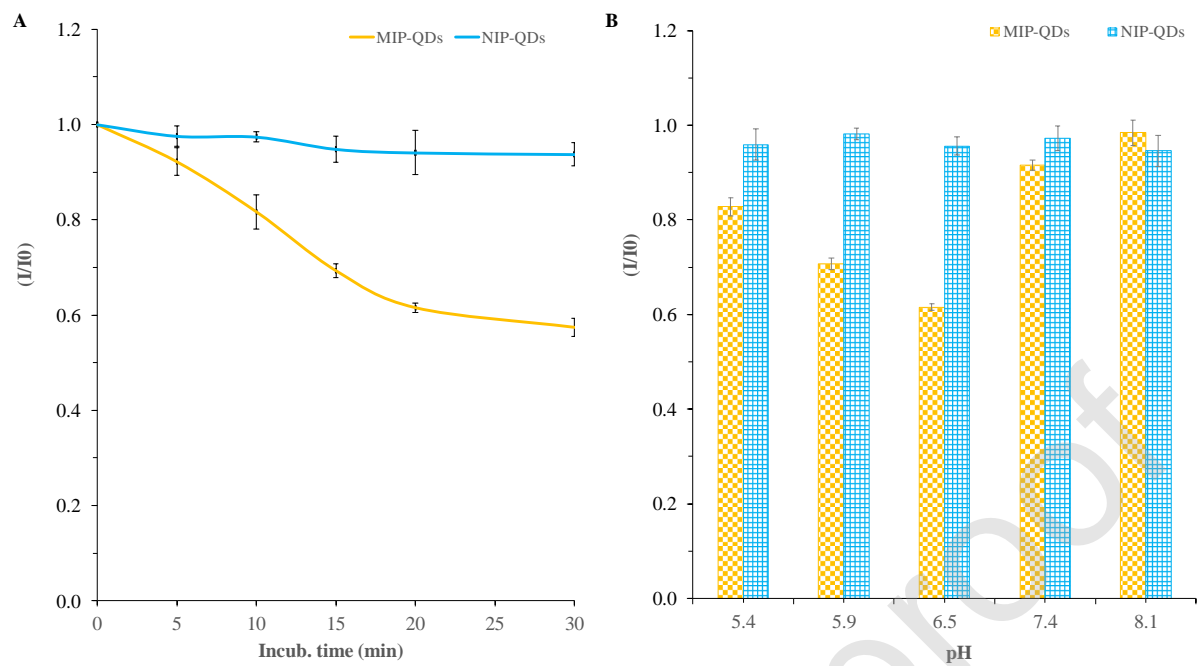 A
1.2
1.0
0.8
0.6
0.4
0.2
0.0
(I/I0)
MIP-QDs
NIP-QDs
0 5 10 15 20 25 30
Incub. time (min)
B
1.2
1.0
0.8
0.6
0.4
0.2
0.0
(I/I0)
MIP-QDs
NIP-QDs
5.4 5.9 6.5 7.4 8.1
pH
proof